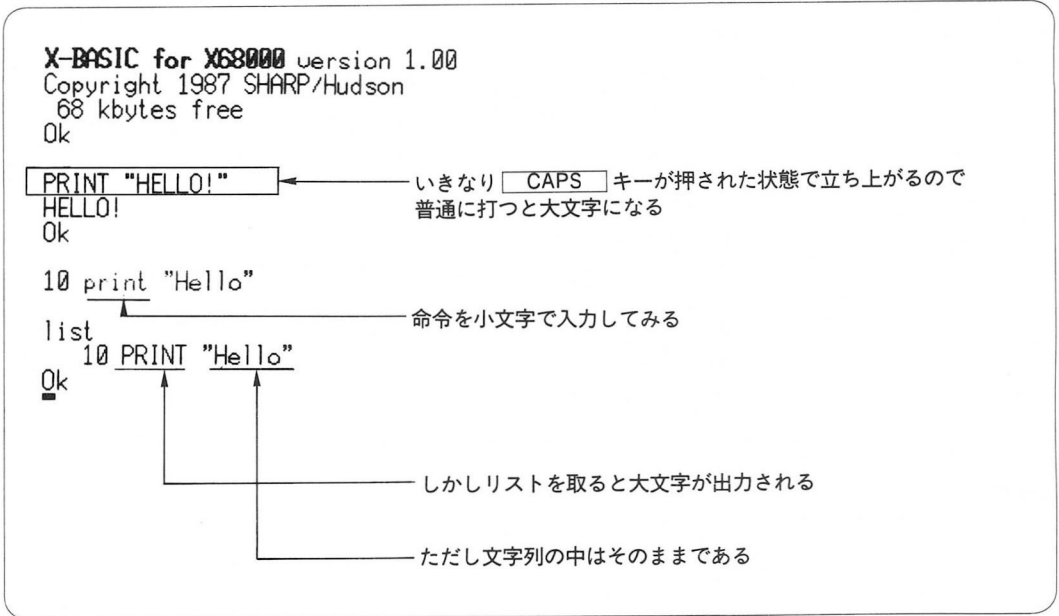 X-BASIC for X68000 version 1.00
Copyright 1987 SHARP/Hudson
68 kbytes free
Ok
PRINT "HELLO!"
いきなり CAPS キーが押された状態で立ち上がるので
普通に打つと大文字になる
HELLO!
Ok
10 print "Hello"
命令を小文字で入力してみる
list
10 PRINT "Hello"
Ok
しかしリストを取ると大文字が出力される
ただし文字列の中はそのままである